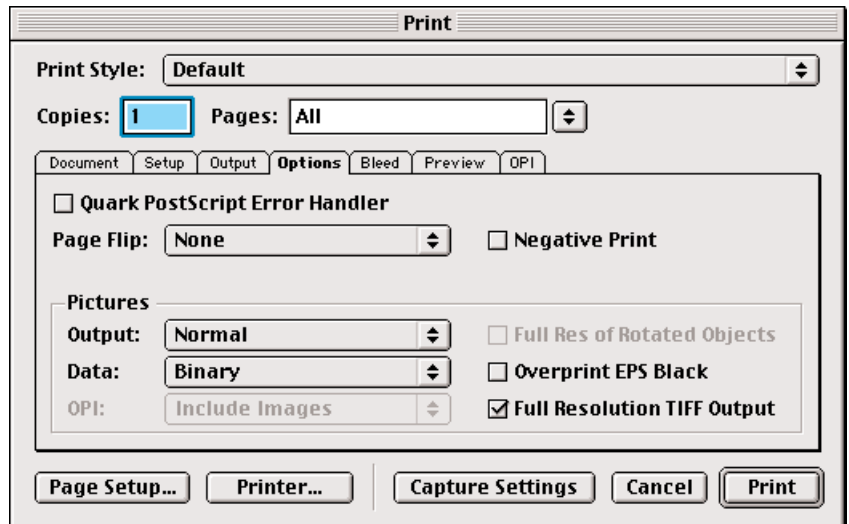 Print
Print Style: Default
Copies: 1 Pages: All
Document Setup Output Options Bleed Preview OPI
Quark PostScript Error Handler
Page Flip: None Negative Print
Pictures
Output: Normal Full Res of Rotated Objects
Data: Binary Overprint EPS Black
OPI: Include Images Full Resolution TIFF Output
Page Setup... Printer... Capture Settings Cancel Print